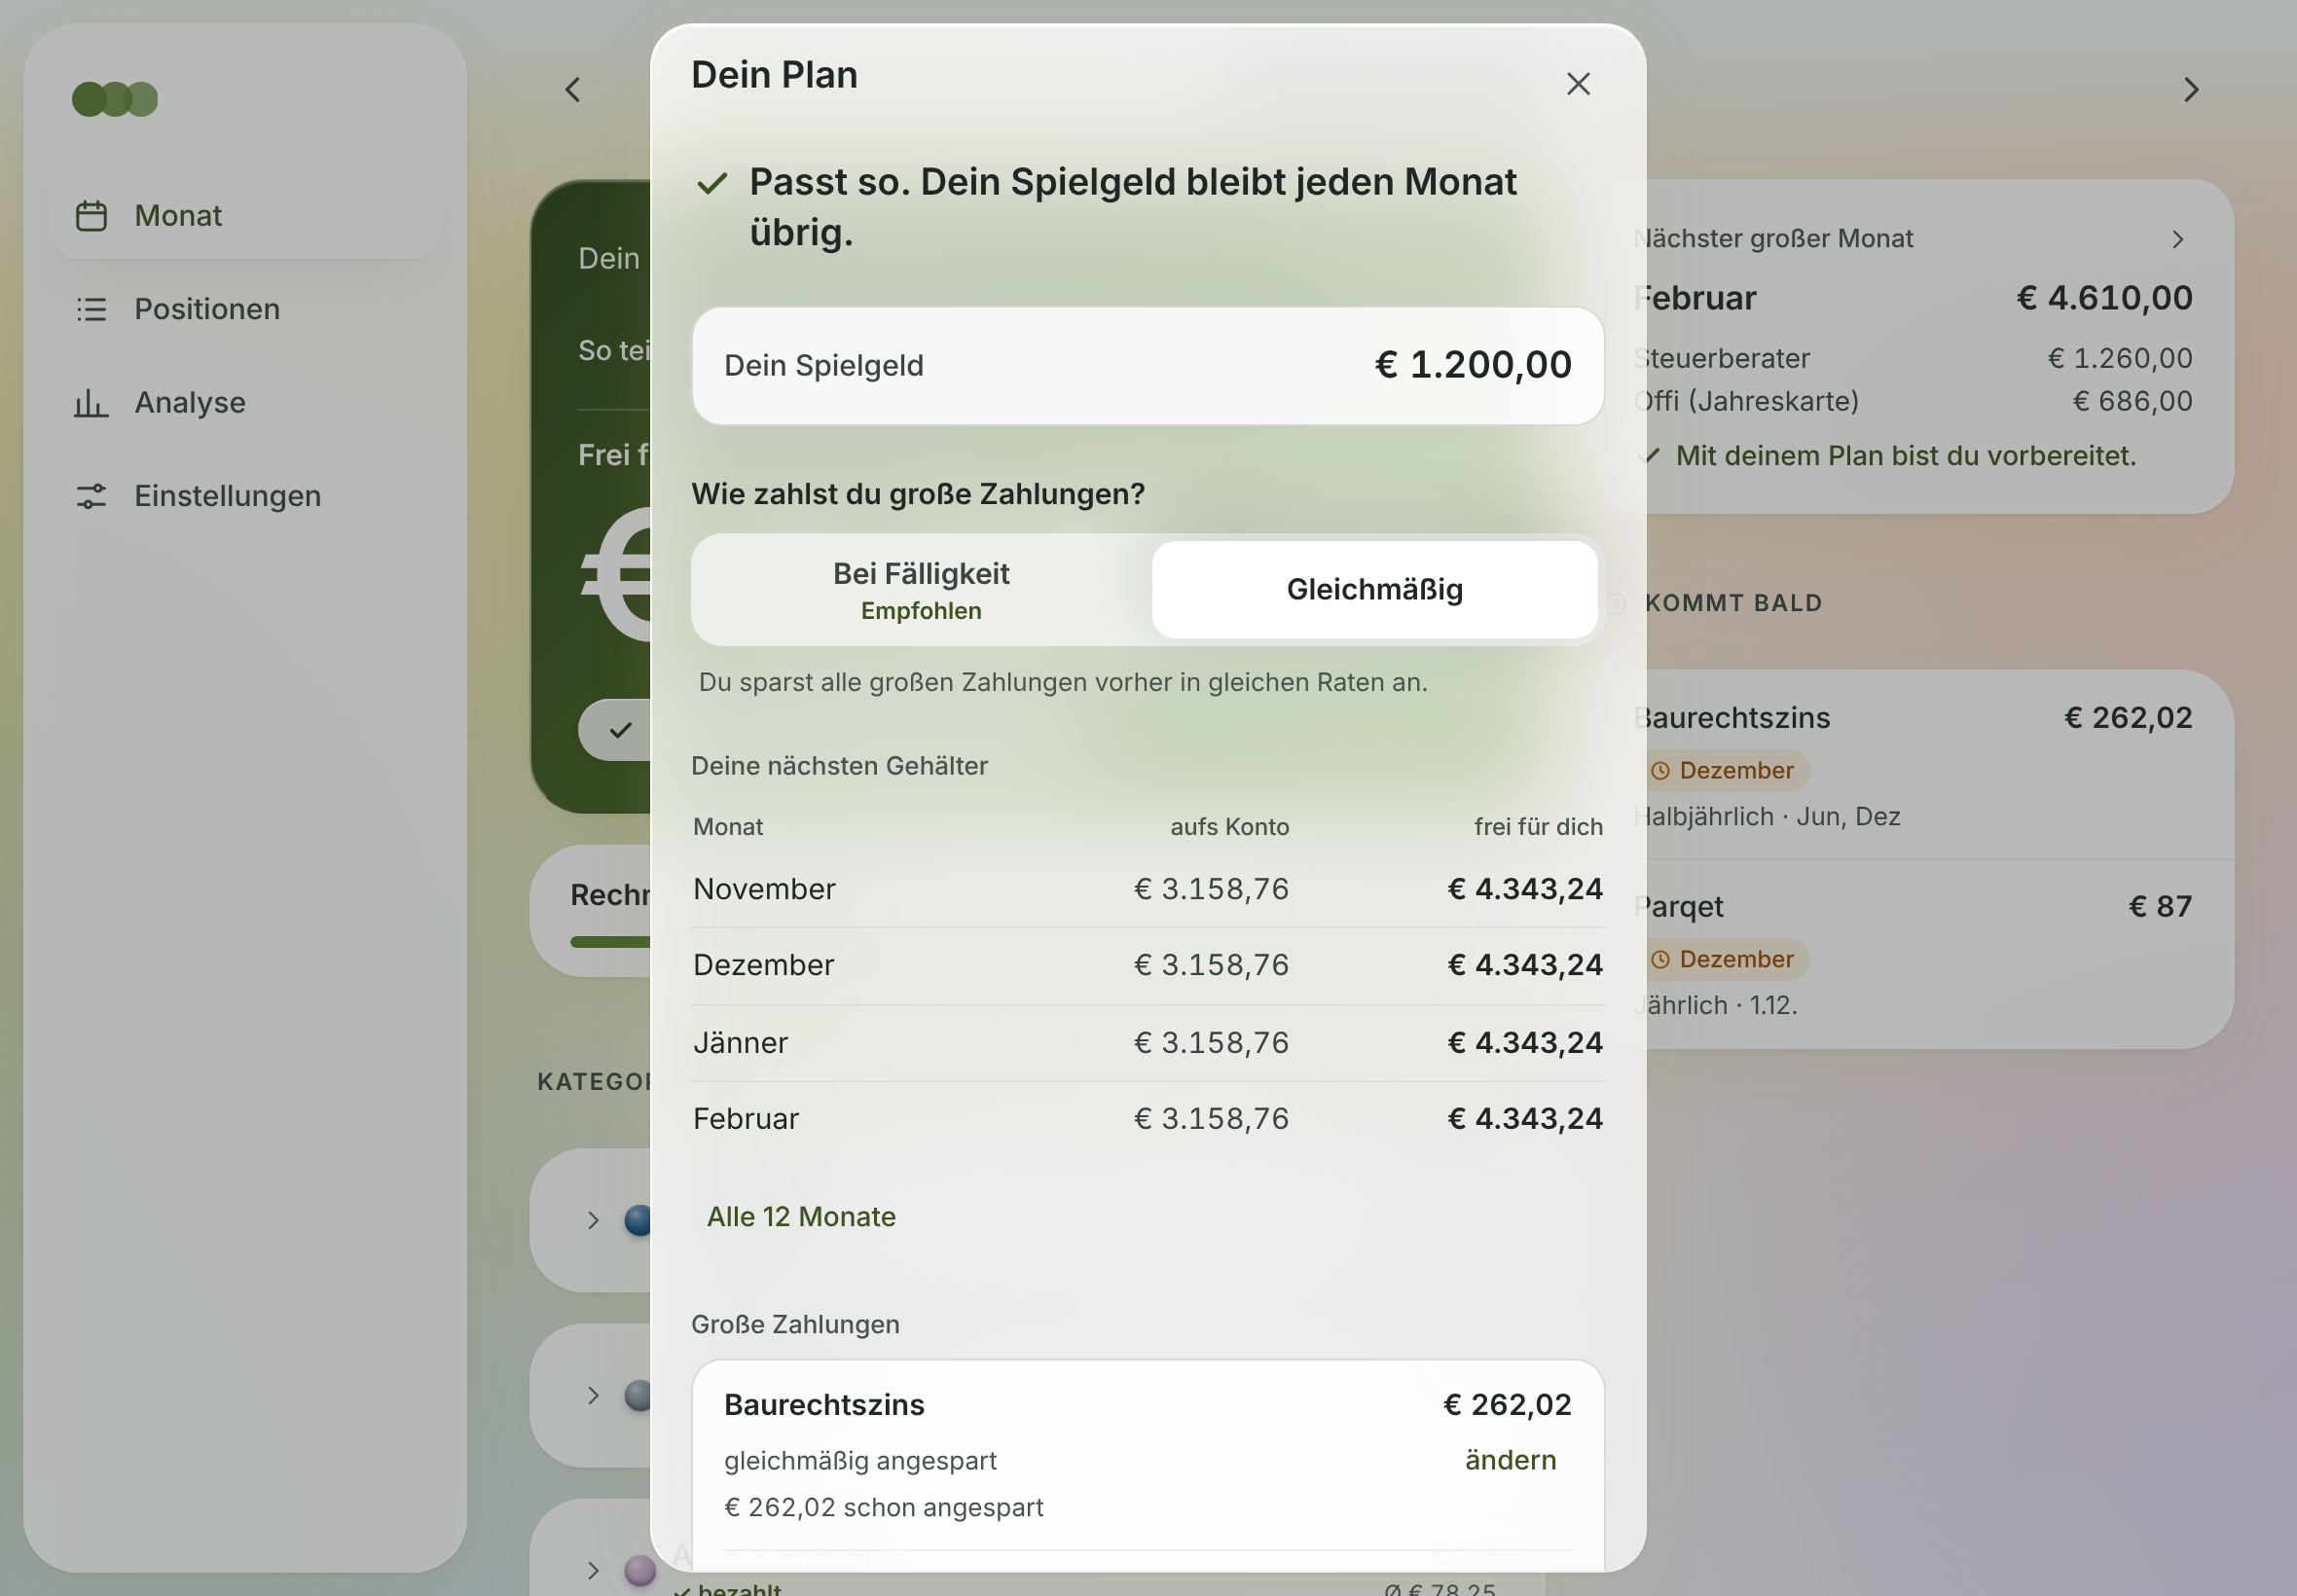 Monat
Positionen
Analyse
Einstellungen
Dein
So tei
Frei f
€
Rechn
KATEGOR
Dein Plan
Passt so. Dein Spielgeld bleibt jeden Monat
übrig.
Dein Spielgeld € 1.200,00
Wie zahlst du große Zahlungen?
Bei Fälligkeit
Empfohlen
Gleichmäßig
Du sparst alle großen Zahlungen vorher in gleichen Raten an.
Deine nächsten Gehälter
Monat aufs Konto frei für dich
November € 3.158,76 € 4.343,24
Dezember € 3.158,76 € 4.343,24
Jänner € 3.158,76 € 4.343,24
Februar € 3.158,76 € 4.343,24
Alle 12 Monate
Große Zahlungen
Baurechtszins € 262,02
gleichmäßig angespart ändern
€ 262,02 schon angespart
bezahlt Ø € 78,25
Nächster großer Monat
Februar € 4.610,00
Steuerberater € 1.260,00
Offi (Jahreskarte) € 686,00
Mit deinem Plan bist du vorbereitet.
KOMMT BALD
Baurechtszins € 262,02
Dezember
Halbjährlich · Jun, Dez
Parqet € 87
Dezember
Jährlich · 1.12.